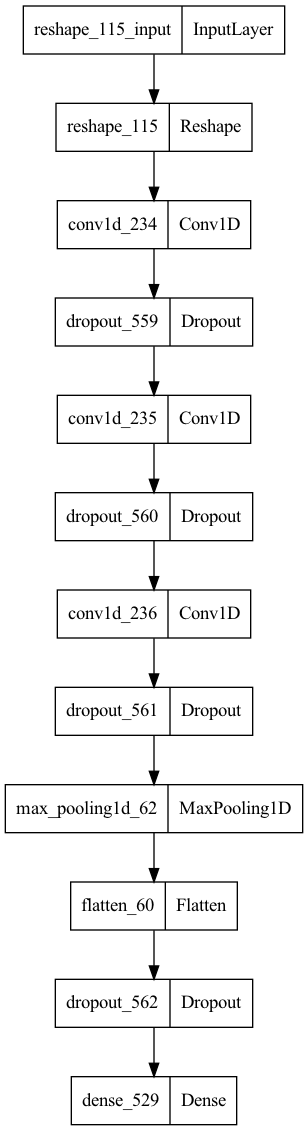 reshape_115_input InputLayer
reshape_115 Reshape
conv1d_234 Conv1D
dropout_559 Dropout
conv1d_235 Conv1D
dropout_560 Dropout
conv1d_236 Conv1D
dropout_561 Dropout
max_pooling1d_62 MaxPooling1D
flatten_60 Flatten
dropout_562 Dropout
dense_529 Dense